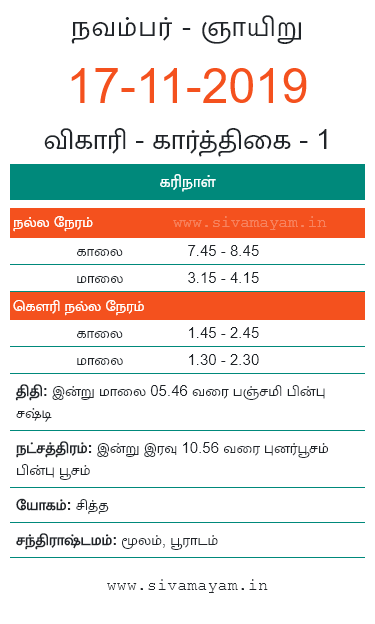 நவம்பர் - ஞாயிறு
17-11-2019
விகாரி - கார்த்திகை - 1
கரிநாள்
நல்ல நேரம் www.sivamayam.in
காலை 7.45 - 8.45
மாலை 3.15 - 4.15
கௌரி நல்ல நேரம்
காலை 1.45 - 2.45
மாலை 1.30 - 2.30
திதி: இன்று மாலை 05.46 வரை பஞ்சமி பின்பு
சஷ்டி
நட்சத்திரம்: இன்று இரவு 10.56 வரை புனர்பூசம்
பின்பு பூசம்
யோகம்: சித்த
சந்திராஷ்டமம்: மூலம், பூராடம்
www.sivamayam.in